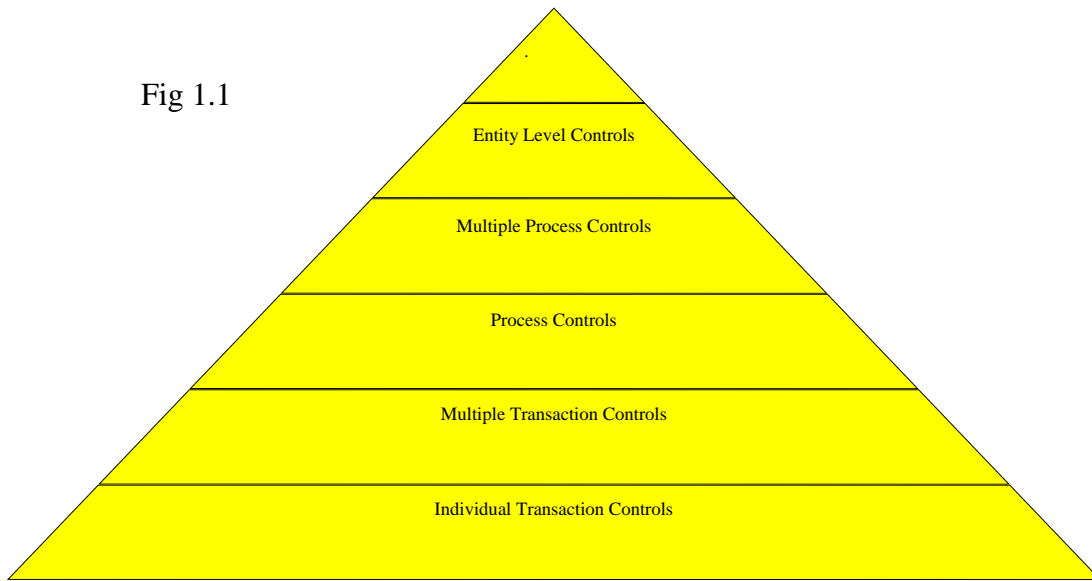 .
Fig 1.1
Entity Level Controls
Multiple Process Controls
Process Controls
Multiple Transaction Controls
Individual Transaction Controls